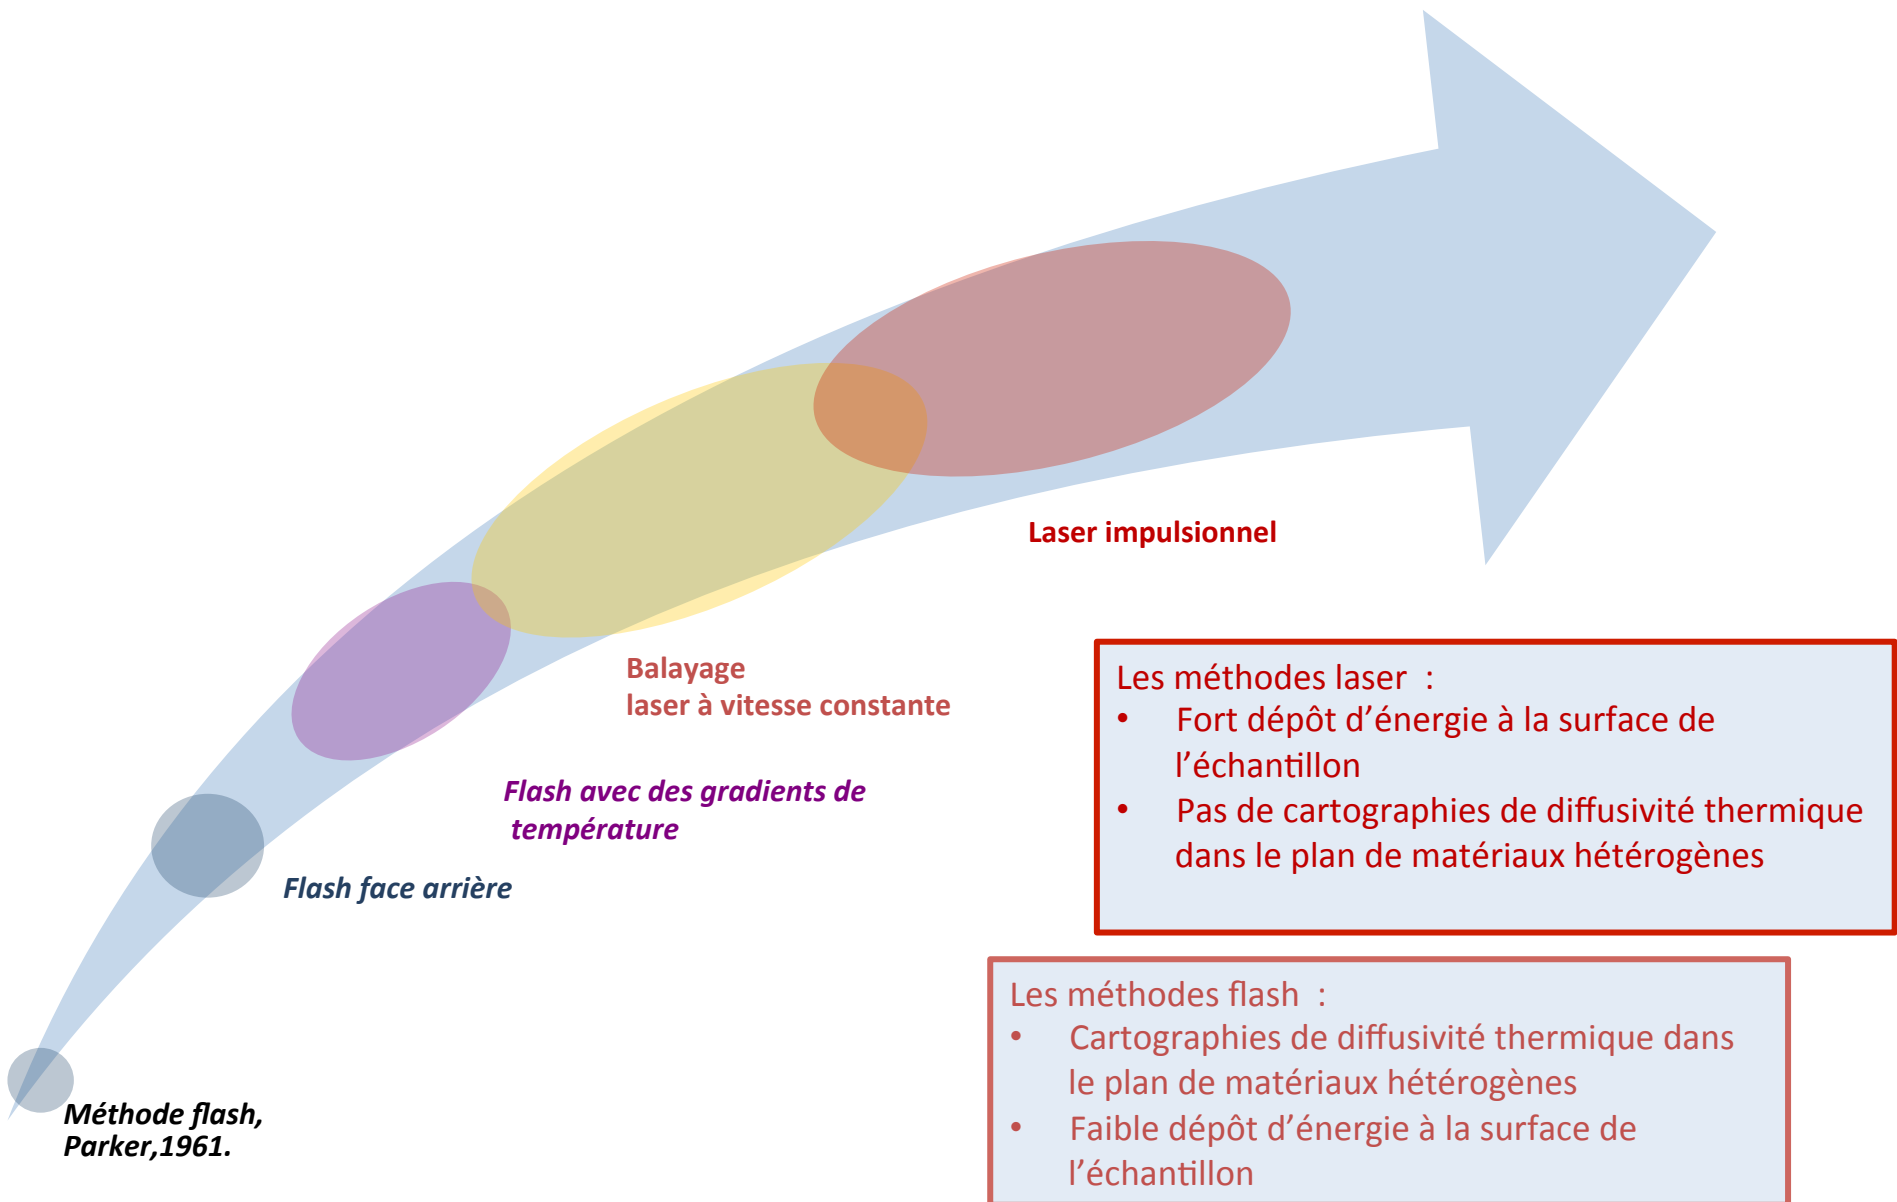 Laser impulsionnel
Balayage
laser à vitesse constante
Flash avec des gradients de
température
Flash face arrière
Méthode flash,
Parker,1961.
Les méthodes laser :
• Fort dépôt d’énergie à la surface de
l’échantillon
• Pas de cartographies de diffusivité thermique
dans le plan de matériaux hétérogènes
Les méthodes flash :
• Cartographies de diffusivité thermique dans
le plan de matériaux hétérogènes
• Faible dépôt d’énergie à la surface de
l’échantillon